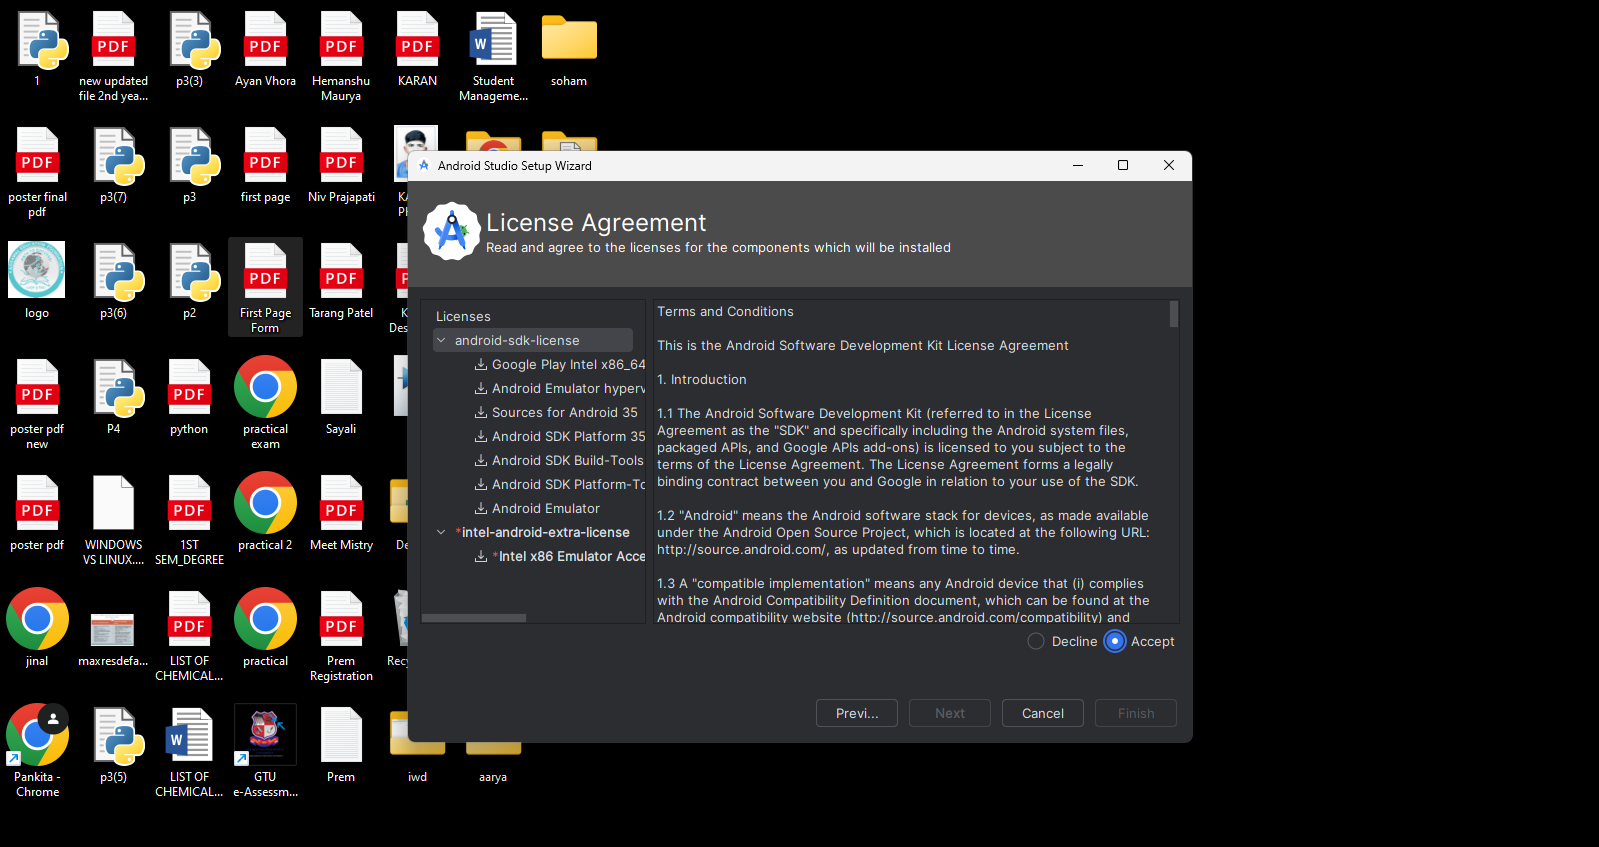 1
new updated
file 2nd yea...
p3(3)
Ayan Vhora
Hemanshu
Maurya
KARAN
Student
Manageme...
soham
poster final
pdf
p3(7)
p3
first page
Niv Prajapati
logo
p3(6)
p2
First Page
Form
Tarang Patel
poster pdf
new
P4
python
practical
exam
Sayali
poster pdf
WINDOWS
VS LINUX....
1ST
SEM_DEGREE
practical 2
Meet Mistry
jinal
maxresdefa...
LIST OF
CHEMICAL...
practical
Prem
Registration
Pankita -
Chrome
p3(5)
LIST OF
CHEMICAL...
GTU
e-Assessm...
Prem
iwd
aarya
PDF
W
Android Studio Setup Wizard
License Agreement
Read and agree to the licenses for the components which will be installed
Licenses
android-sdk-license
Google Play Intel x86_64
Android Emulator hyperv
Sources for Android 35
Android SDK Platform 35
Android SDK Build-Tools
Android SDK Platform-To
Android Emulator
*intel-android-extra-license
*Intel x86 Emulator Acce
Terms and Conditions
This is the Android Software Development Kit License Agreement
1. Introduction
1.1 The Android Software Development Kit (referred to in the License
Agreement as the "SDK" and specifically including the Android system files,
packaged APIs, and Google APIs add-ons) is licensed to you subject to the
terms of the License Agreement. The License Agreement forms a legally
binding contract between you and Google in relation to your use of the SDK.
1.2 "Android" means the Android software stack for devices, as made available
under the Android Open Source Project, which is located at the following URL:
http://source.android.com/, as updated from time to time.
1.3 A "compatible implementation" means any Android device that (i) complies
with the Android Compatibility Definition document, which can be found at the
Android compatibility website (http://source.android.com/compatibility) and
Decline
Accept
Previ...
Next
Cancel
Finish